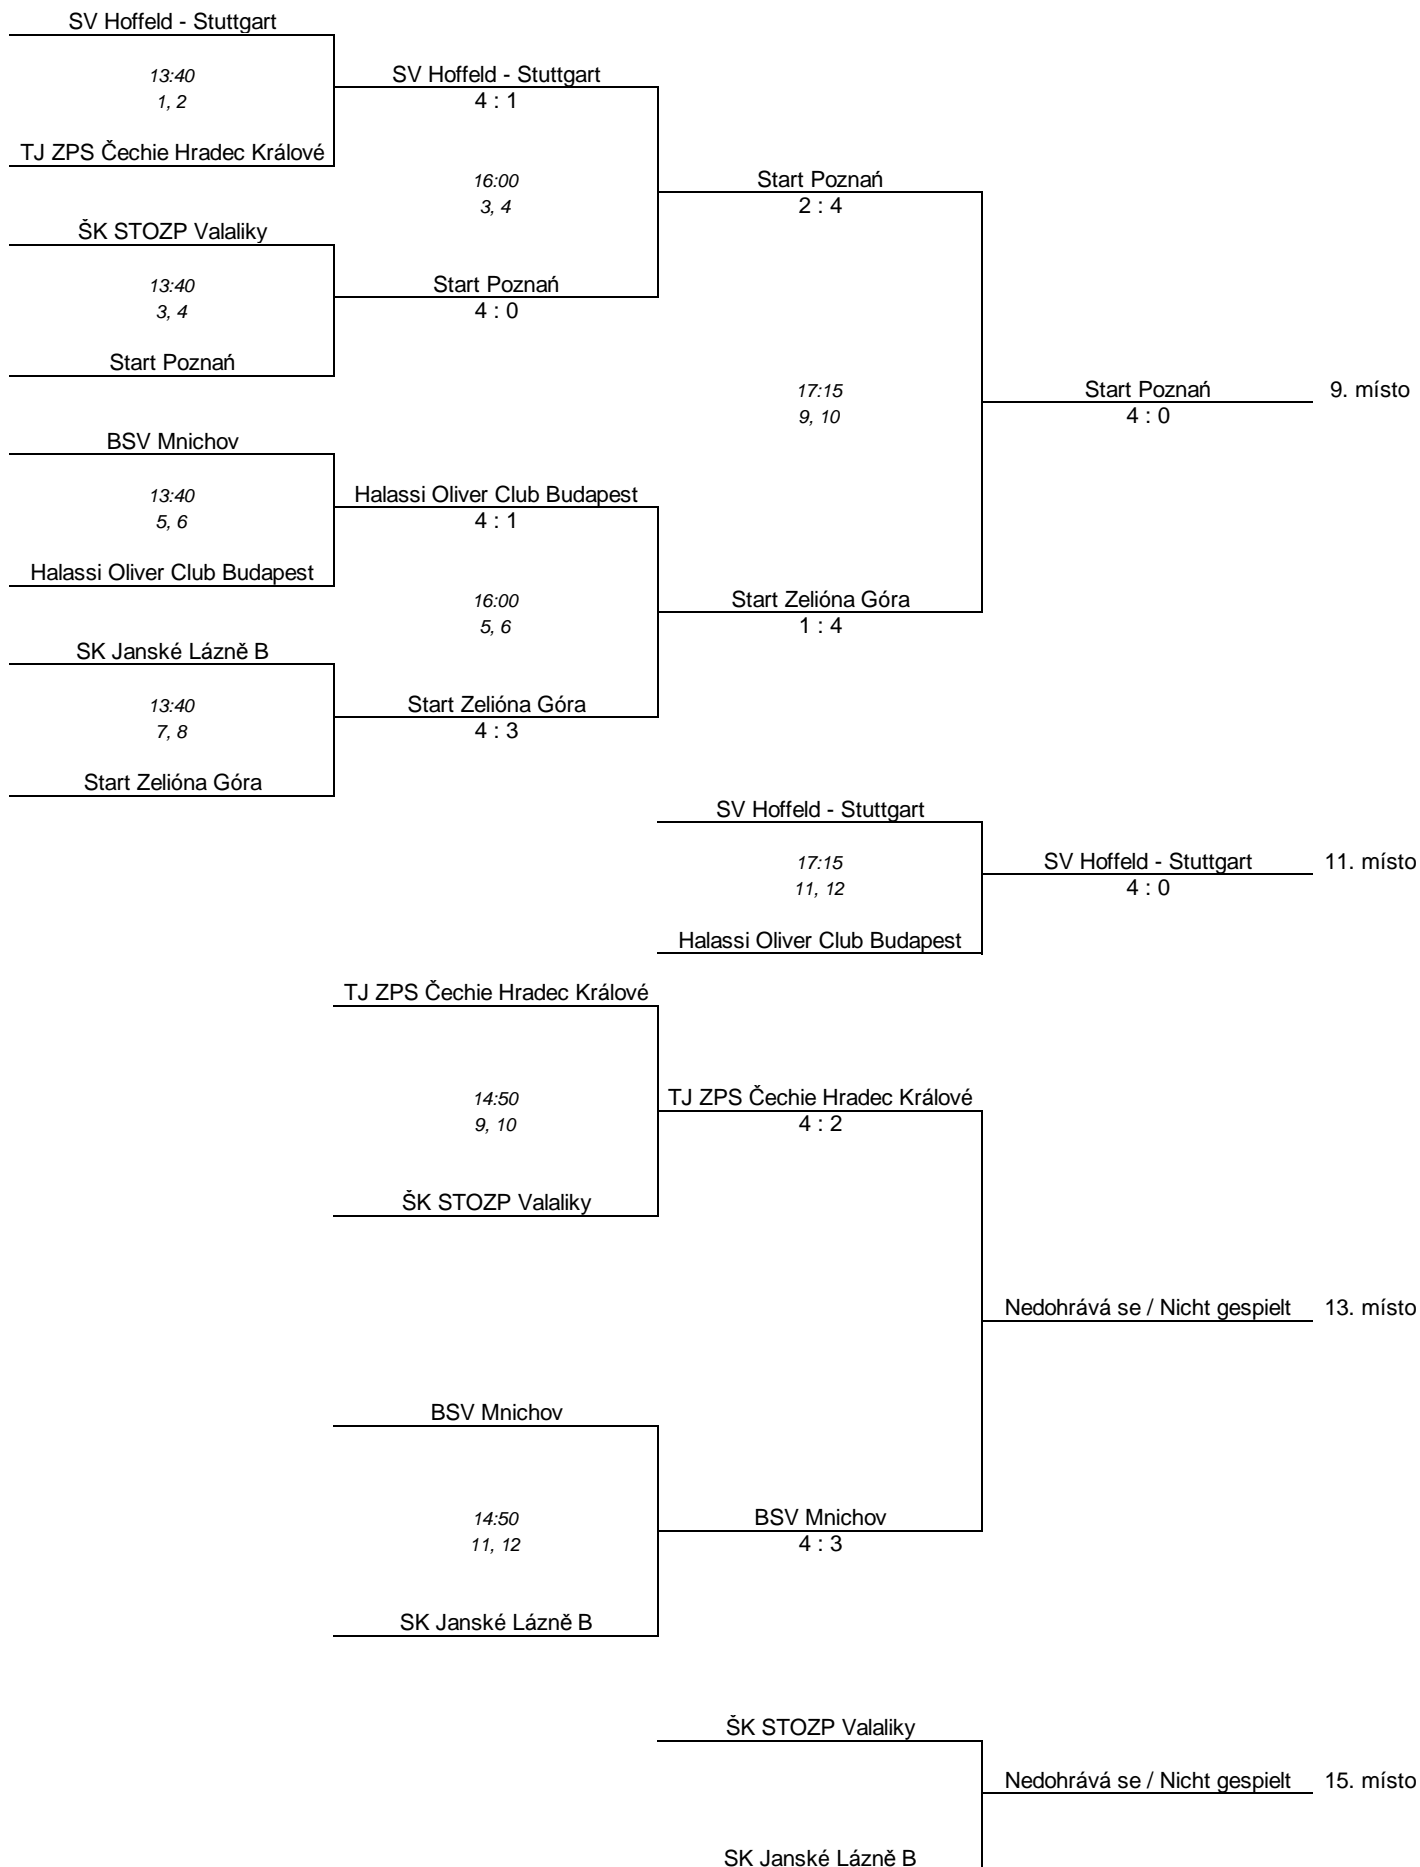 SV Hoffeld - Stuttgart
13:40
1, 2
SV Hoffeld - Stuttgart
4 : 1
TJ ZPS Čechie Hradec Králové
16:00
3, 4
Start Poznań
2 : 4
ŠK STOZP Valaliky
13:40
3, 4
Start Poznań
4 : 0
Start Poznań
17:15
9, 10
Start Poznań
4 : 0
9. místo
BSV Mnichov
13:40
5, 6
Halassi Oliver Club Budapest
4 : 1
Halassi Oliver Club Budapest
16:00
5, 6
Start Zelióna Góra
1 : 4
SK Janské Lázně B
13:40
7, 8
Start Zelióna Góra
4 : 3
Start Zelióna Góra
SV Hoffeld - Stuttgart
17:15
11, 12
SV Hoffeld - Stuttgart
4 : 0
11. místo
Halassi Oliver Club Budapest
TJ ZPS Čechie Hradec Králové
14:50
9, 10
TJ ZPS Čechie Hradec Králové
4 : 2
ŠK STOZP Valaliky
Nedohrává se / Nicht gespielt
13. místo
BSV Mnichov
14:50
11, 12
BSV Mnichov
4 : 3
SK Janské Lázně B
ŠK STOZP Valaliky
Nedohrává se / Nicht gespielt
15. místo
SK Janské Lázně B